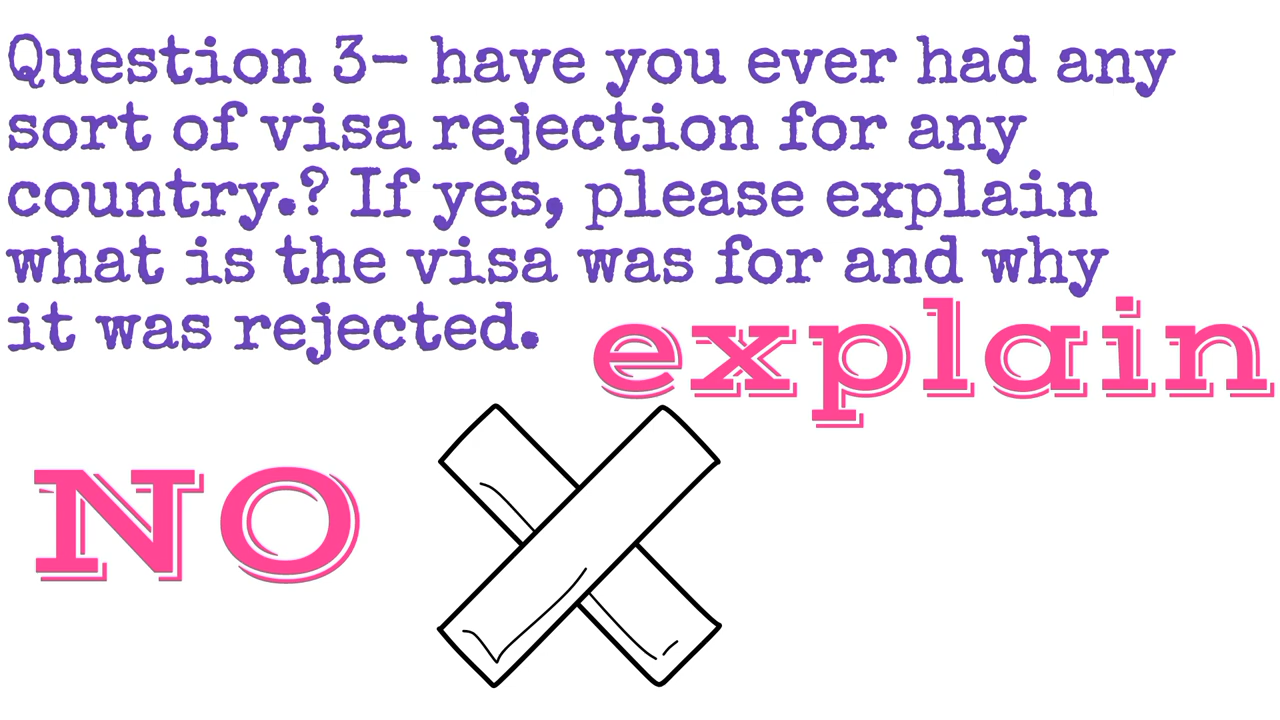 Question 3- have you ever had any
sort of visa rejection for any
country.? If yes, please explain
what is the visa was for and why
it was rejected.
explain
NO